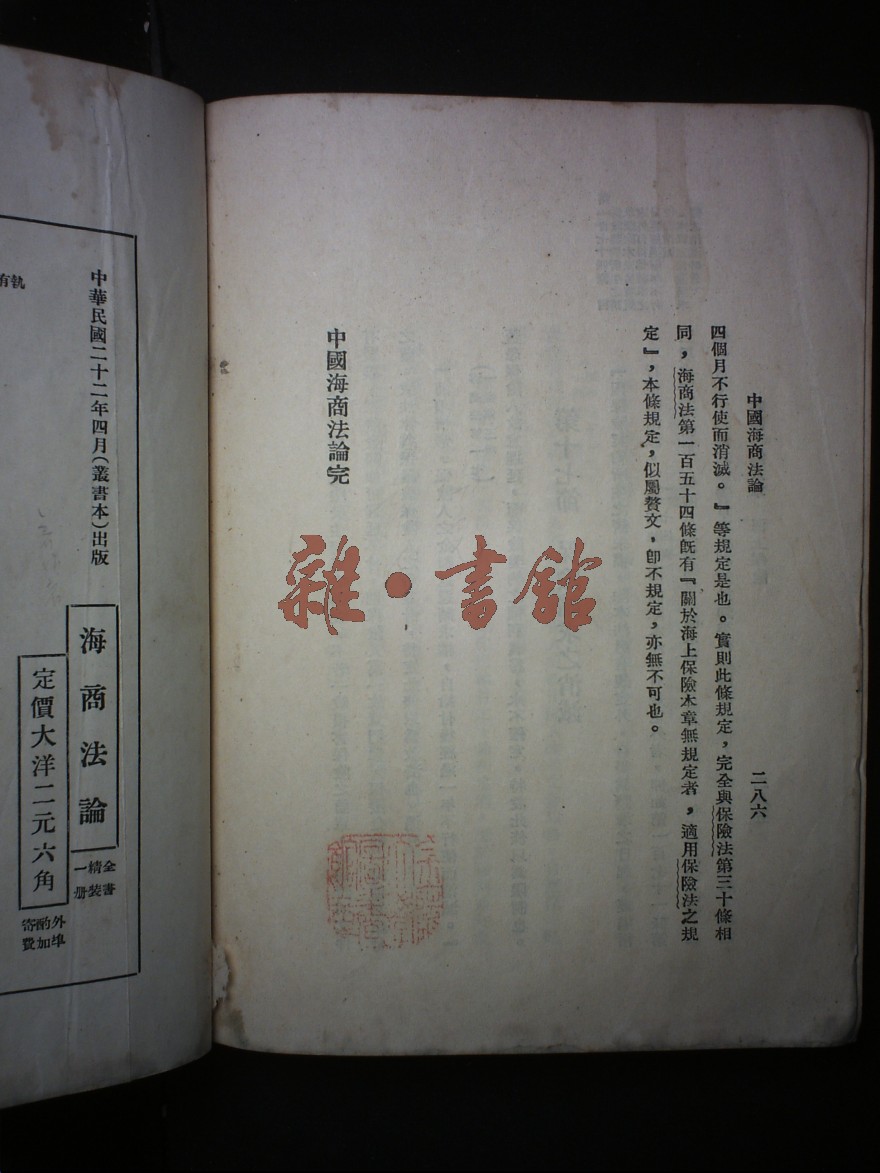 中國海商法論
二八六
四個月不行使而消滅。』等規定是也。實則此條規定，完全與保險法第三十條相
同，海商法第一百五十四條既有『關於海上保險本章無規定者，適用保險法之規
定』，本條規定，似屬贅文，卽不規定，亦無不可也。
中國海商法論完
雜·書館
中華民國二十二年四月(叢書本)出版
海商法論
全書
精裝
一册
定價大洋二元六角
外埠
酌加
寄費
執有